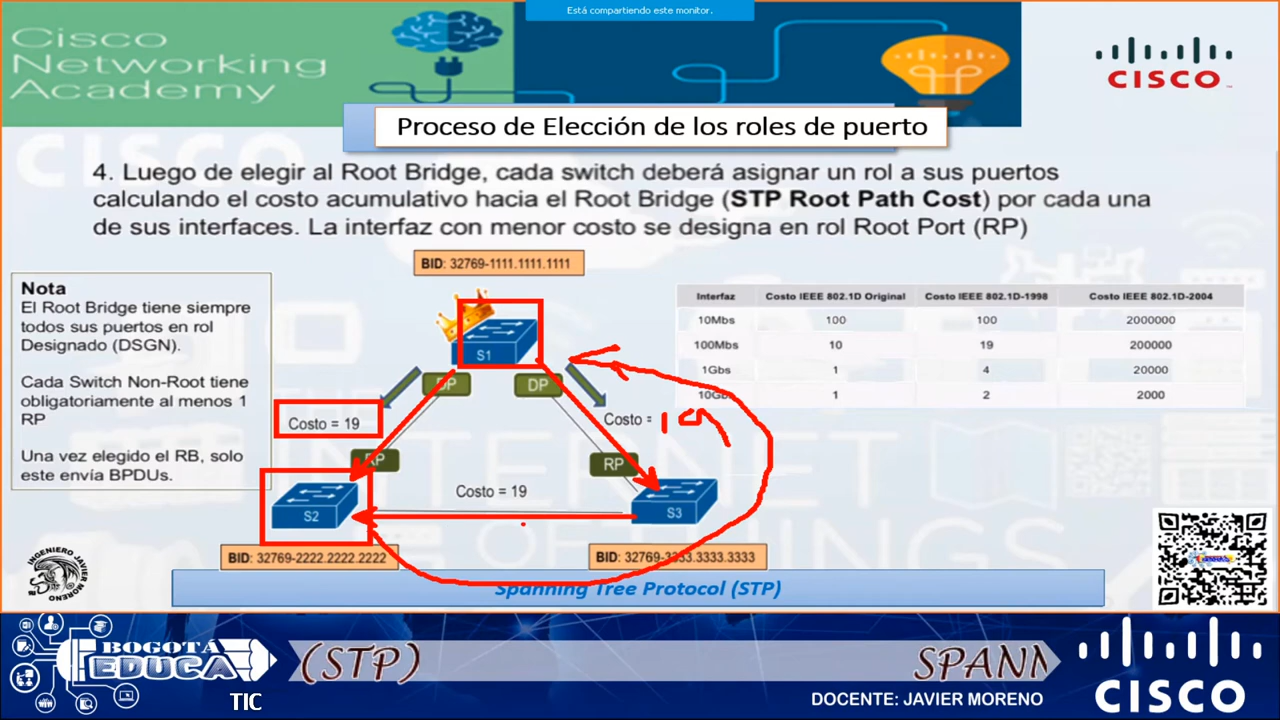 Está compartiendo este monitor.
Cisco
Networking
Academy
CISCO
Proceso de Elección de los roles de puerto
4. Luego de elegir al Root Bridge, cada switch deberá asignar un rol a sus puertos
calculando el costo acumulativo hacia el Root Bridge (STP Root Path Cost) por cada una
de sus interfaces. La interfaz con menor costo se designa en rol Root Port (RP)
BID: 32769-1111.1111.1111
Nota
El Root Bridge tiene siempre
todos sus puertos en rol
Designado (DSGN).
Cada Switch Non-Root tiene
obligatoriamente al menos 1
RP
Una vez elegido el RB, solo
este envía BPDUs.
S1
DP
DP
Costo = 19
Costo = 19
RP
RP
Costo = 19
S2
S3
BID: 32769-2222.2222.2222
BID: 32769-3333.3333.3333
Interfaz Costo IEEE 802.1D Original Costo IEEE 802.1D-1998 Costo IEEE 802.1D-2004
10Mbs 100 100 2000000
100Mbs 10 19 200000
1Gbs 1 4 20000
10Gbs 1 2 2000
INGENIERO JAVIER MORENO
Spanning Tree Protocol (STP)
BOGOTÁ
EDUCA
TIC
(STP)
SPANN
DOCENTE: JAVIER MORENO
CISCO